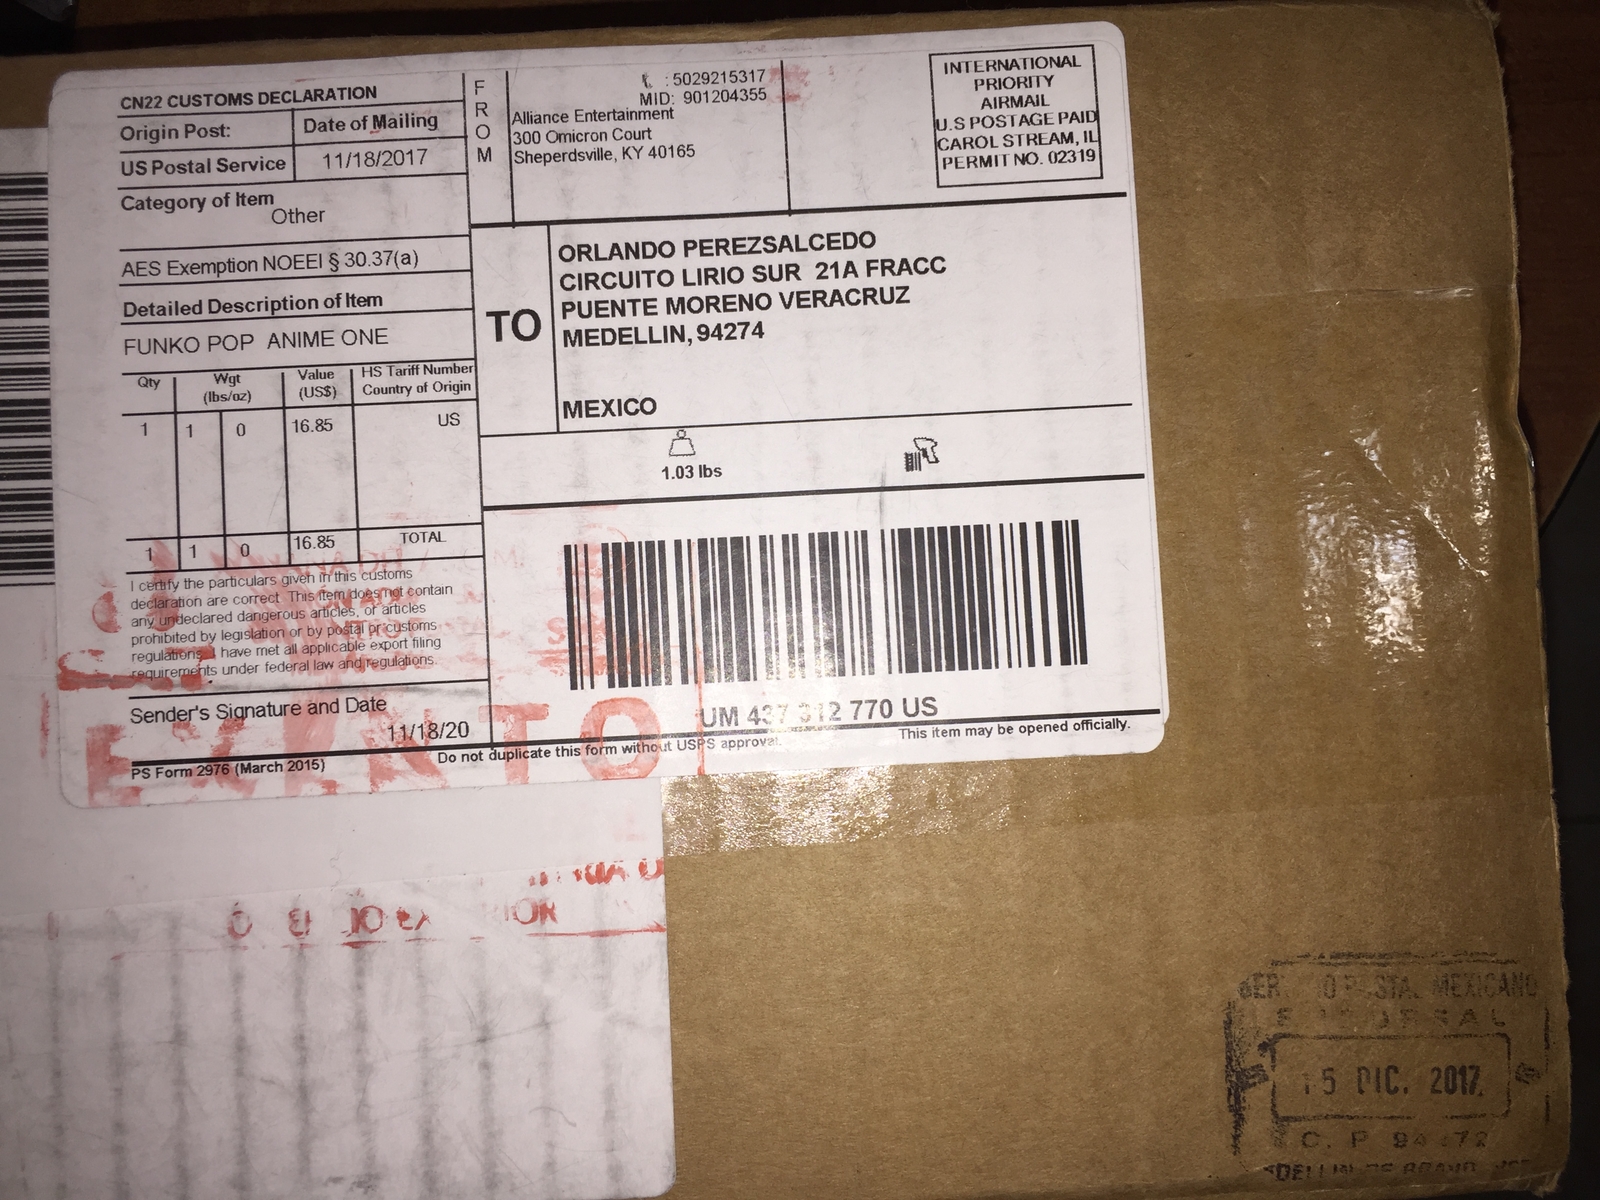 CN22 CUSTOMS DECLARATION
Origin Post:
Date of Mailing
US Postal Service
11/18/2017
Category of Item
Other
AES Exemption NOEEI § 30.37(a)
Detailed Description of Item
FUNKO POP ANIME ONE
Qty
Wgt
(lbs/oz)
Value
(US$)
HS Tariff Number
Country of Origin
1 1 0 16.85 US
1 1 0 16.85 TOTAL
I certify the particulars given in this customs
declaration are correct. This item does not contain
any undeclared dangerous articles, or articles
prohibited by legislation or by postal or customs
regulations. I have met all applicable export filing
requirements under federal law and regulations.
Sender's Signature and Date
11/18/20
PS Form 2976 (March 2015)
Do not duplicate this form without USPS approval.
This item may be opened officially.
FROM
: 5029215317
MID: 901204355
Alliance Entertainment
300 Omicron Court
Sheperdsville, KY 40165
INTERNATIONAL
PRIORITY
AIRMAIL
U.S POSTAGE PAID
CAROL STREAM, IL
PERMIT NO. 02319
TO
ORLANDO PEREZSALCEDO
CIRCUITO LIRIO SUR 21A FRACC
PUENTE MORENO VERACRUZ
MEDELLIN, 94274
MEXICO
1.03 lbs
UM 437 312 770 US
EXENTO
MEXICANO
15 DIC. 2017
C. P.